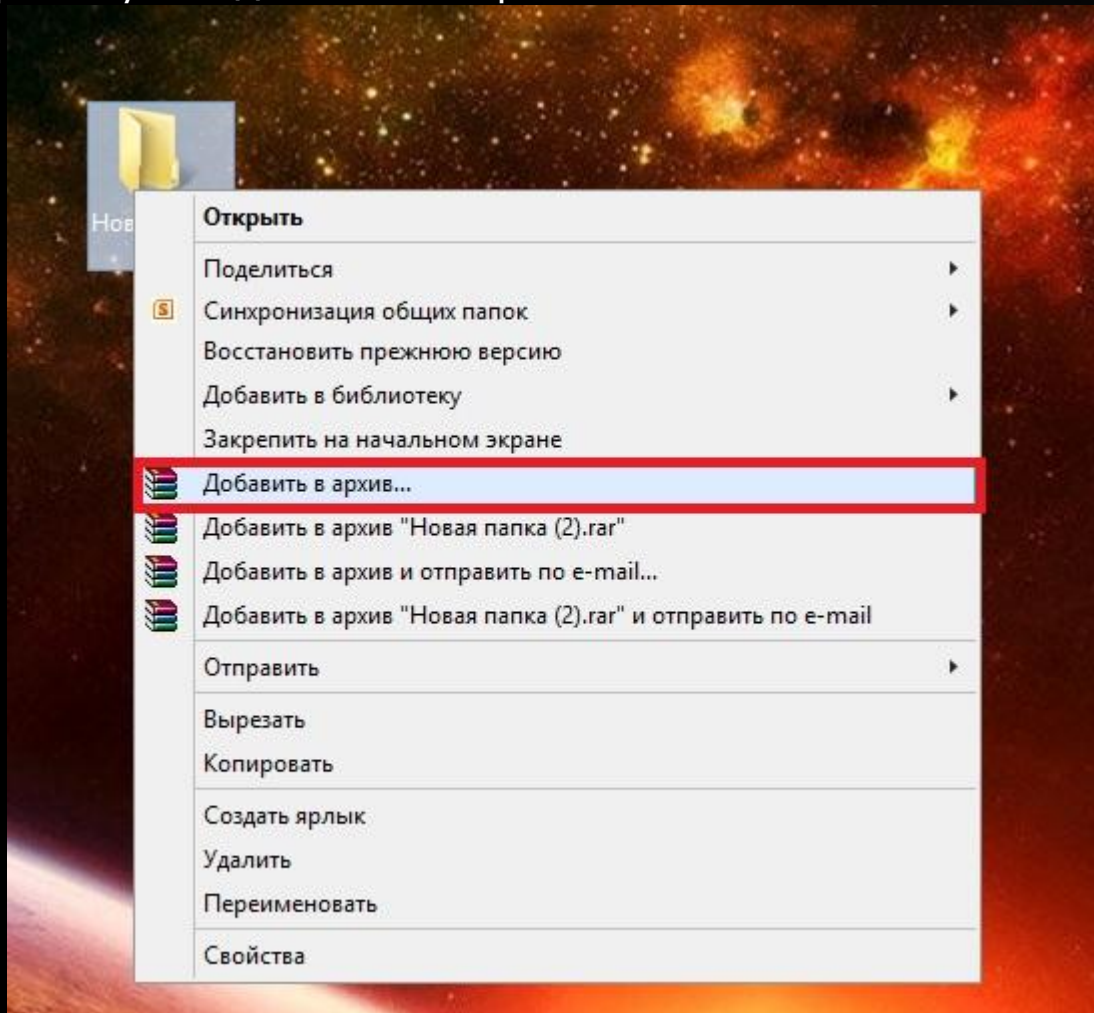 Нов
Открыть
Поделиться
S
Синхронизация общих папок
Восстановить прежнюю версию
Добавить в библиотеку
Закрепить на начальном экране
Добавить в архив...
Добавить в архив "Новая папка (2).rar"
Добавить в архив и отправить по e-mail...
Добавить в архив "Новая папка (2).rar" и отправить по e-mail
Отправить
Вырезать
Копировать
Создать ярлык
Удалить
Переименовать
Свойства